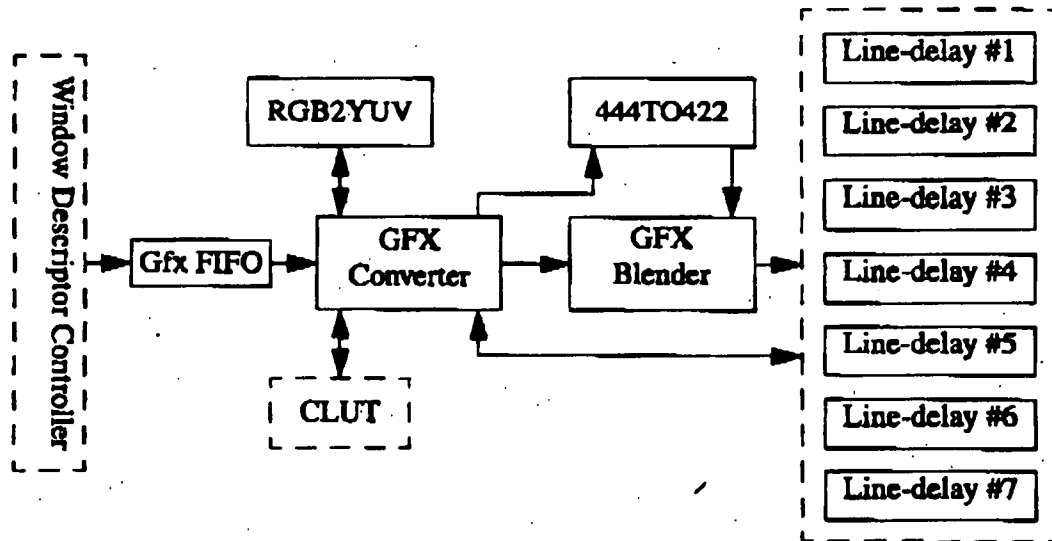 Window Descriptor Controller
Gfx FIFO
RGB2YUV
GFX
Converter
CLUT
444TO422
GFX
Blender
Line-delay #1
Line-delay #2
Line-delay #3
Line-delay #4
Line-delay #5
Line-delay #6
Line-delay #7